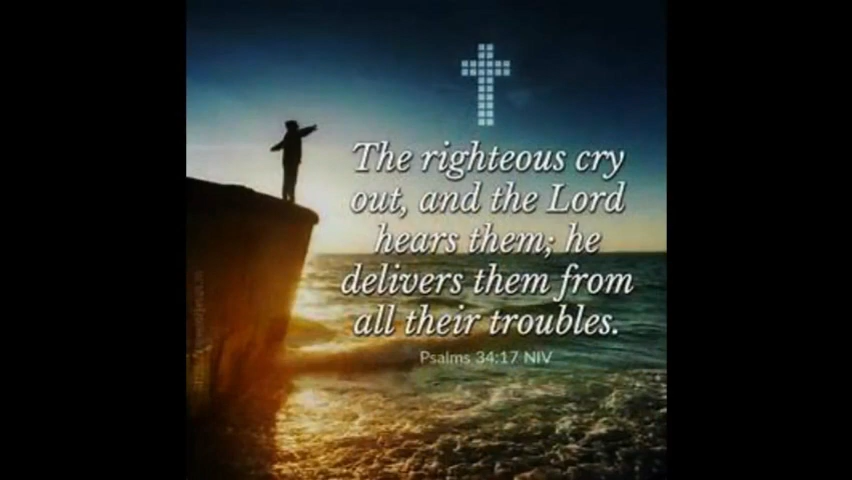 The righteous cry
out, and the Lord
hears them; he
delivers them from
all their troubles.
Psalms 34:17 NIV